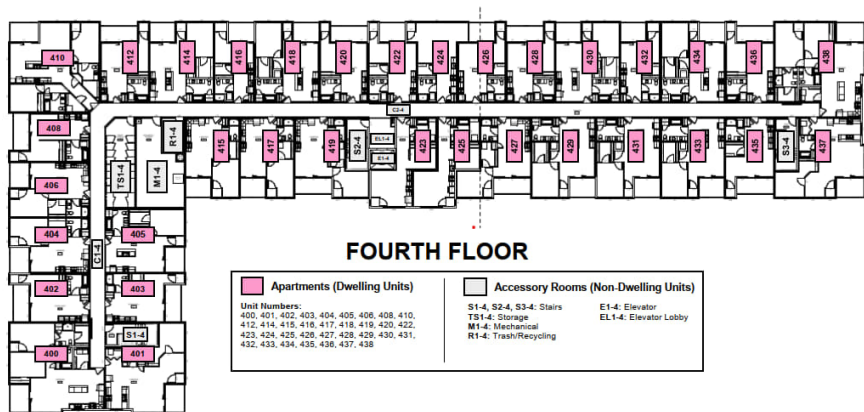 410
412
414
416
418
420
422
424
426
428
430
432
434
436
438
C2-4
408
R1-4
415
417
419
S2-4
EL1-4
E1-4
423
425
427
429
431
433
435
S3-4
437
406
TS1-4
M1-4
404
405
C1-4
402
403
400
S1-4
401
FOURTH FLOOR
Apartments (Dwelling Units)
Unit Numbers:
400, 401, 402, 403, 404, 405, 406, 408, 410,
412, 414, 415, 416, 417, 418, 419, 420, 422,
423, 424, 425, 426, 427, 428, 429, 430, 431,
432, 433, 434, 435, 436, 437, 438
Accessory Rooms (Non-Dwelling Units)
S1-4, S2-4, S3-4: Stairs
TS1-4: Storage
M1-4: Mechanical
R1-4: Trash/Recycling
E1-4: Elevator
EL1-4: Elevator Lobby